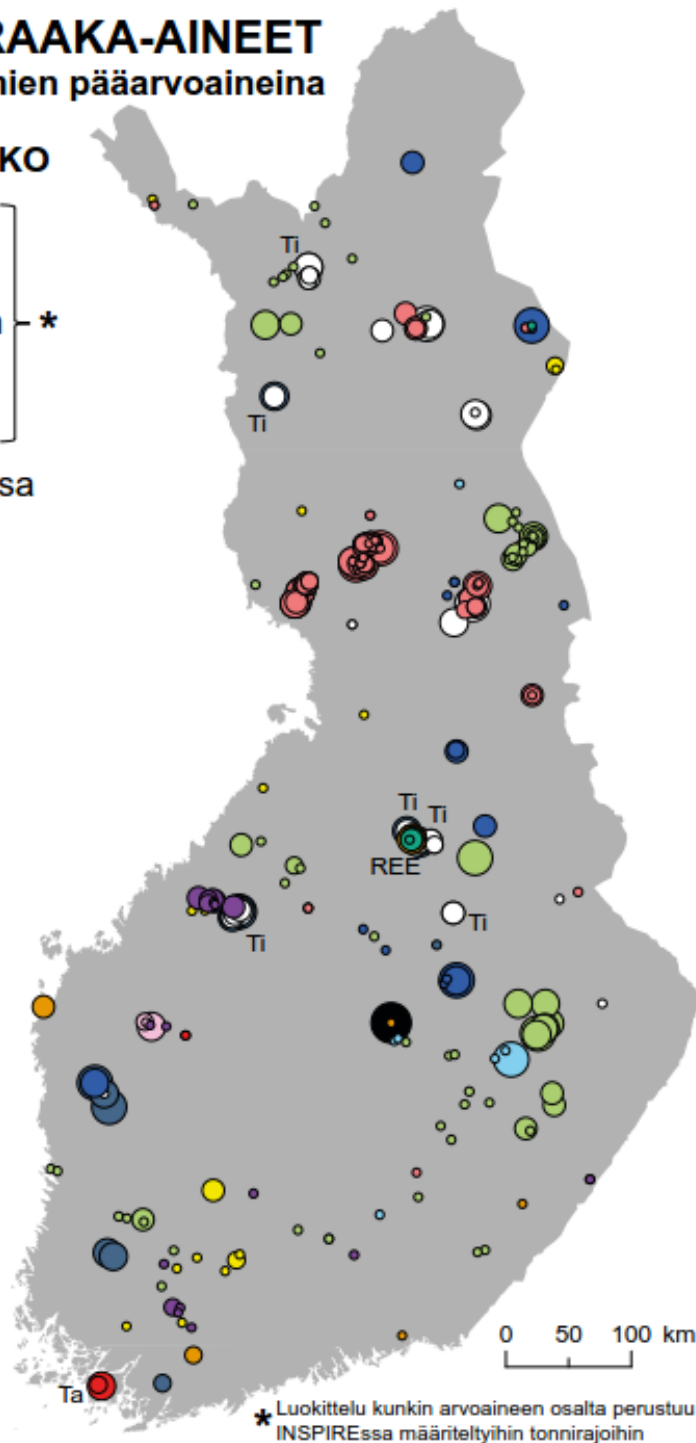 RAAKA-AINEET
nien pääarvoaineina
KO
*
sa
Ti
Ti
Ti
Ti
REE
Ti
Ti
Ta
0 50 100 km
* Luokittelu kunkin arvoaineen osalta perustuu
INSPIREssa määriteltyihin tonnirajoihin